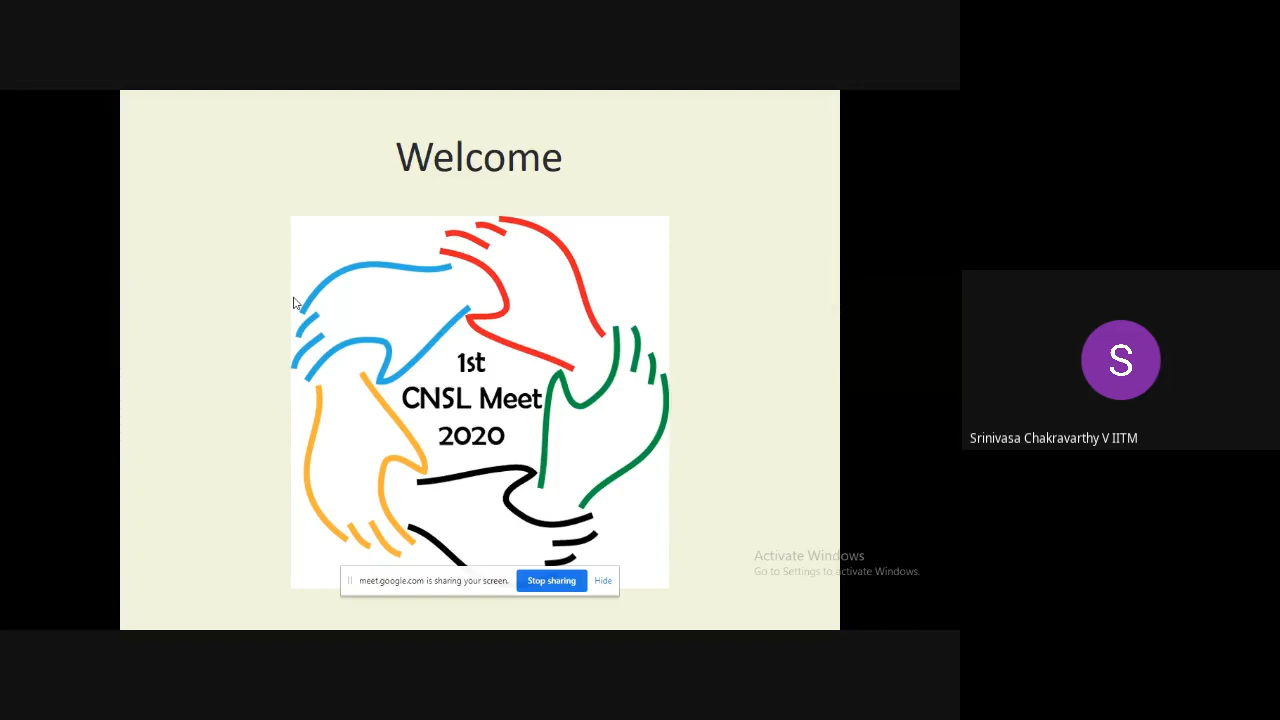 Welcome
1st
CNSL Meet
2020
meet.google.com is sharing your screen.
Stop sharing
Hide
Activate Windows
Go to Settings to activate Windows.
S
Srinivasa Chakravarthy V IITM